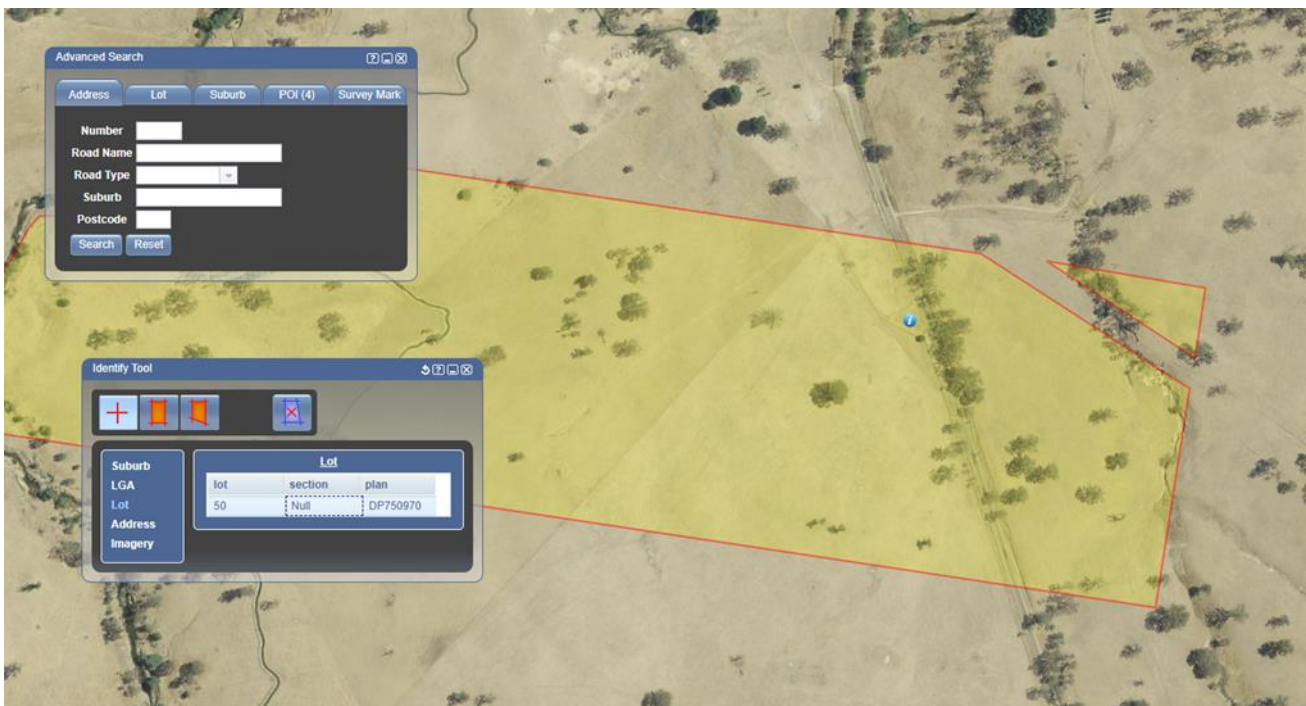 Advanced Search
Address Lot Suburb POI (4) Survey Mark
Number
Road Name
Road Type
Suburb
Postcode
Search Reset
Identify Tool
Suburb
LGA
Lot
Address
Imagery
Lot
lot section plan
50 Null DP750970